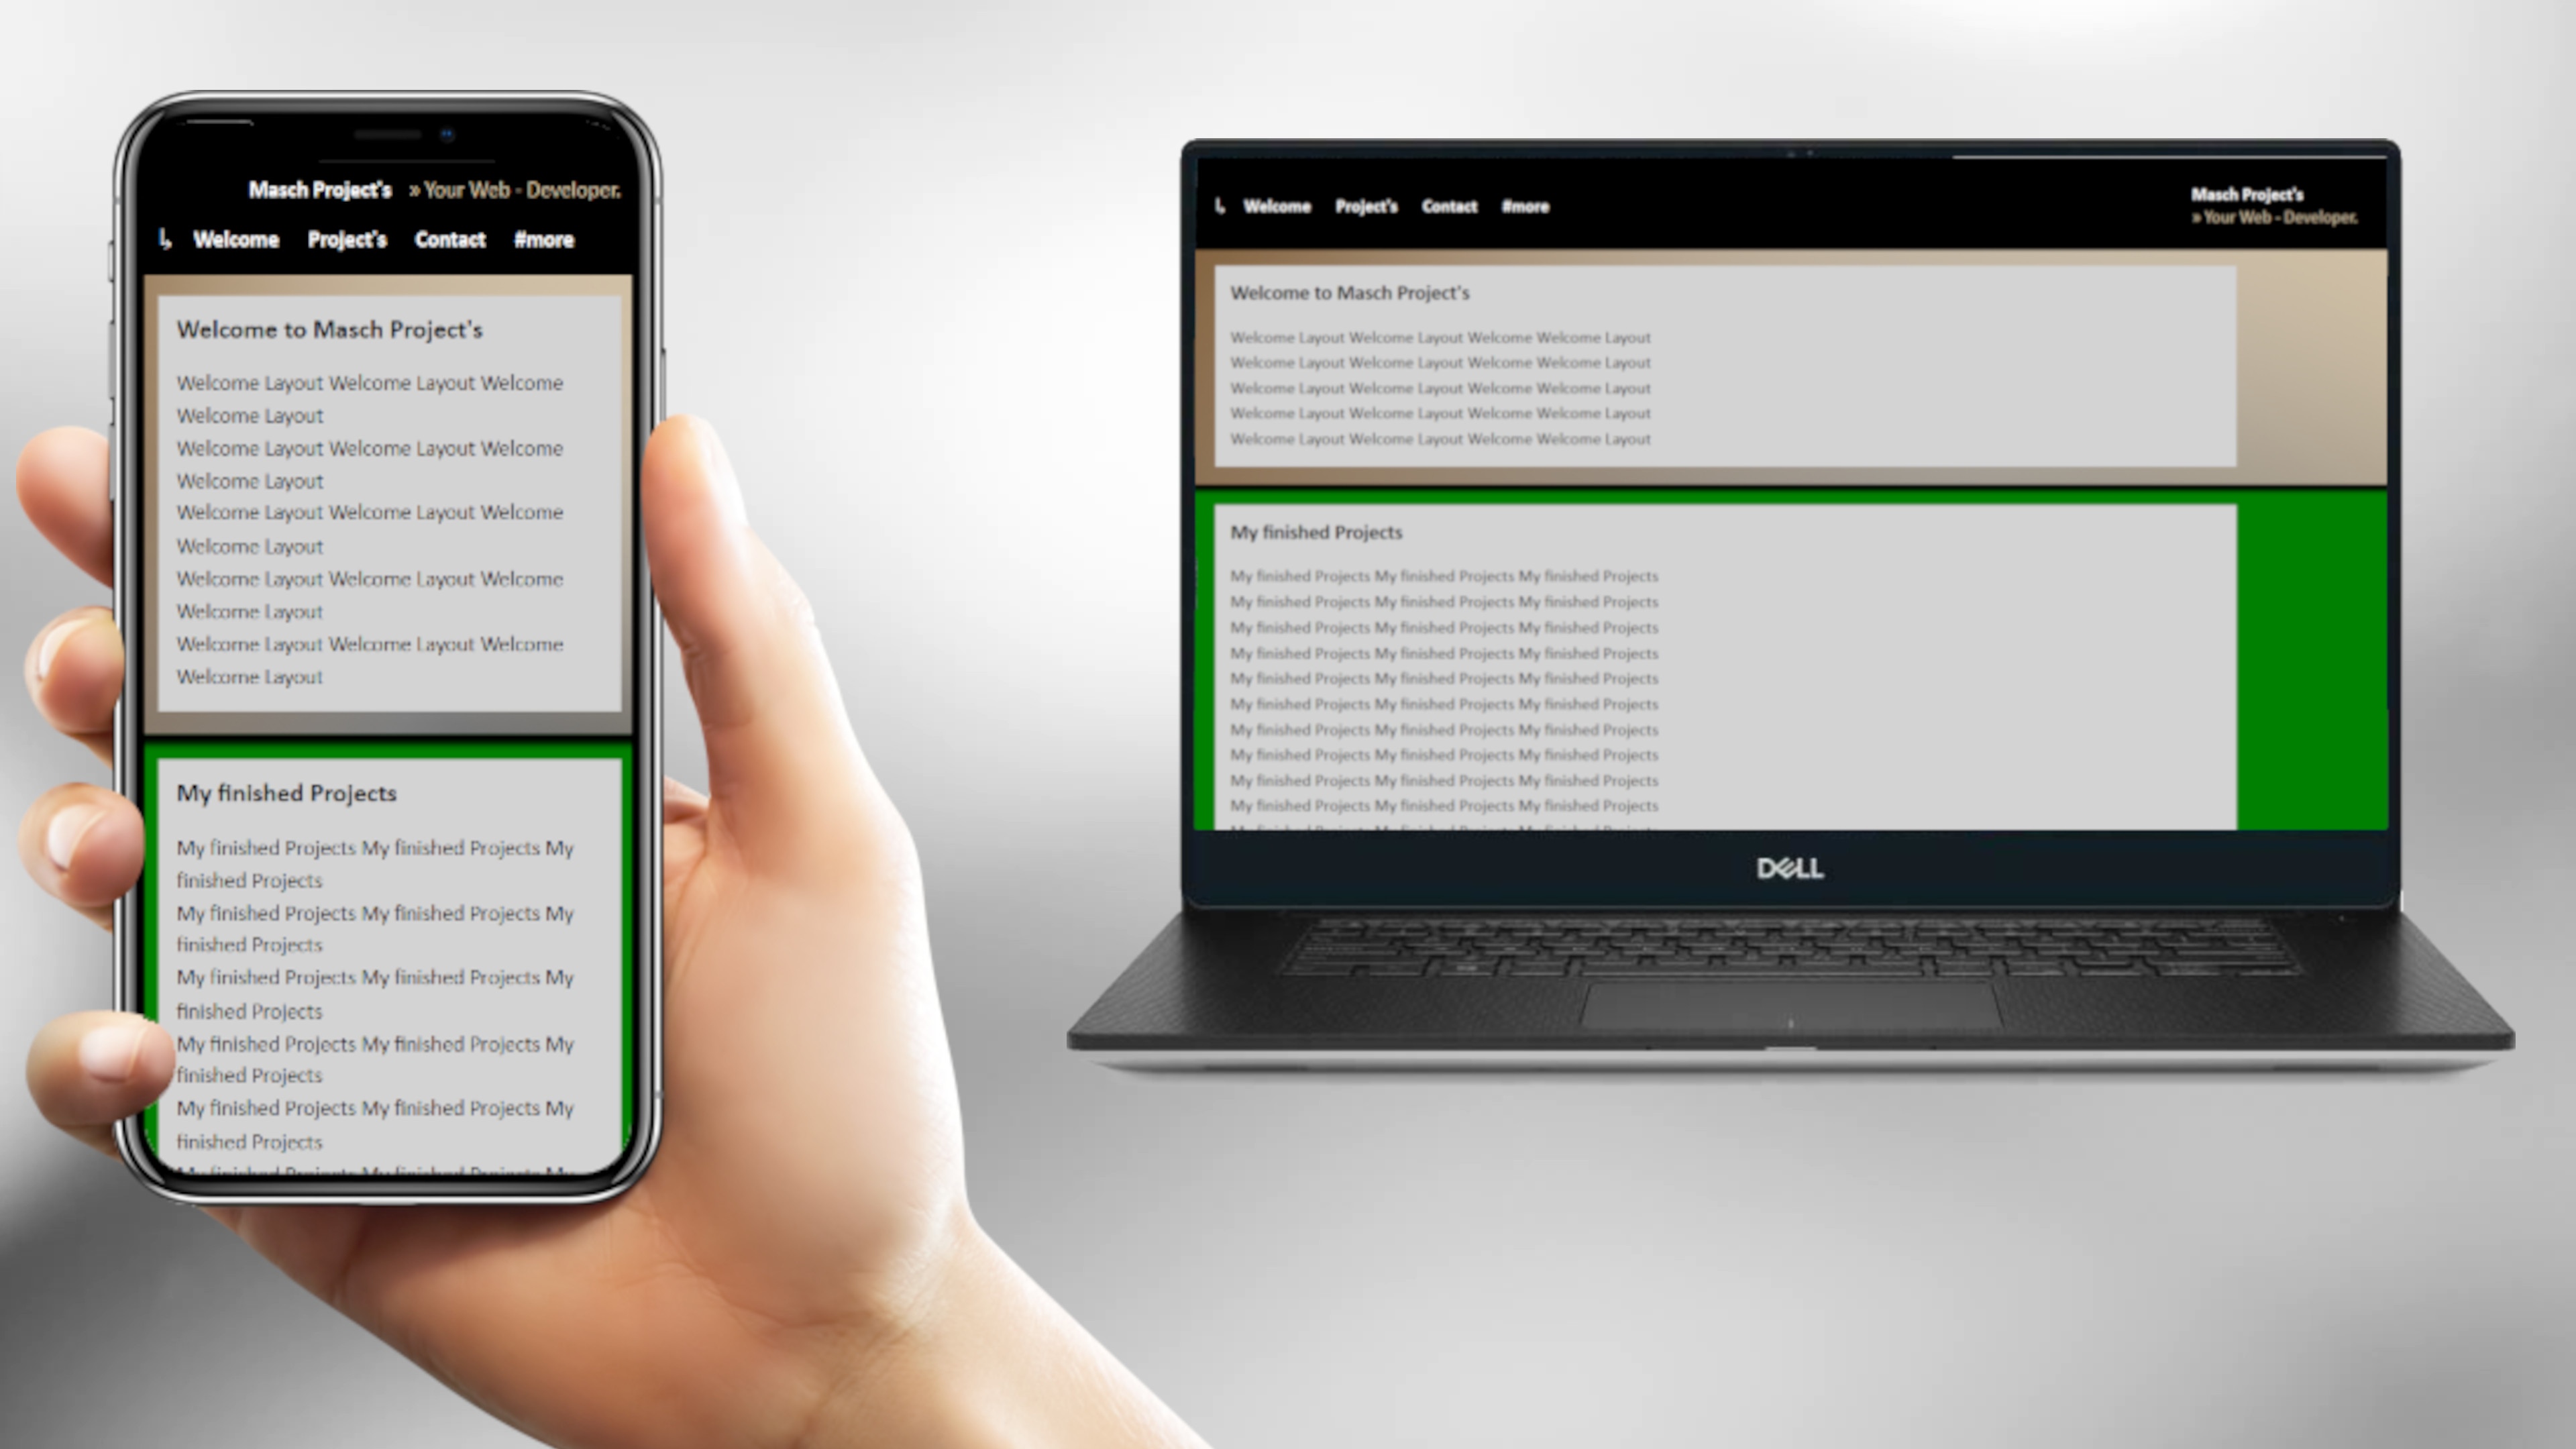 Masch Project's » Your Web - Developer.
↳ Welcome Project's Contact #more
Welcome to Masch Project's
Welcome Layout Welcome Layout Welcome
Welcome Layout
Welcome Layout Welcome Layout Welcome
Welcome Layout
Welcome Layout Welcome Layout Welcome
Welcome Layout
Welcome Layout Welcome Layout Welcome
Welcome Layout
Welcome Layout Welcome Layout Welcome
Welcome Layout
My finished Projects
My finished Projects My finished Projects My
finished Projects
My finished Projects My finished Projects My
finished Projects
My finished Projects My finished Projects My
finished Projects
My finished Projects My finished Projects My
finished Projects
My finished Projects My finished Projects My
finished Projects
My finished Projects My finished Projects My
↳ Welcome Project's Contact #more
Masch Project's
» Your Web - Developer.
Welcome to Masch Project's
Welcome Layout Welcome Layout Welcome Welcome Layout
Welcome Layout Welcome Layout Welcome Welcome Layout
Welcome Layout Welcome Layout Welcome Welcome Layout
Welcome Layout Welcome Layout Welcome Welcome Layout
Welcome Layout Welcome Layout Welcome Welcome Layout
My finished Projects
My finished Projects My finished Projects My finished Projects
My finished Projects My finished Projects My finished Projects
My finished Projects My finished Projects My finished Projects
My finished Projects My finished Projects My finished Projects
My finished Projects My finished Projects My finished Projects
My finished Projects My finished Projects My finished Projects
My finished Projects My finished Projects My finished Projects
My finished Projects My finished Projects My finished Projects
My finished Projects My finished Projects My finished Projects
My finished Projects My finished Projects My finished Projects
DELL